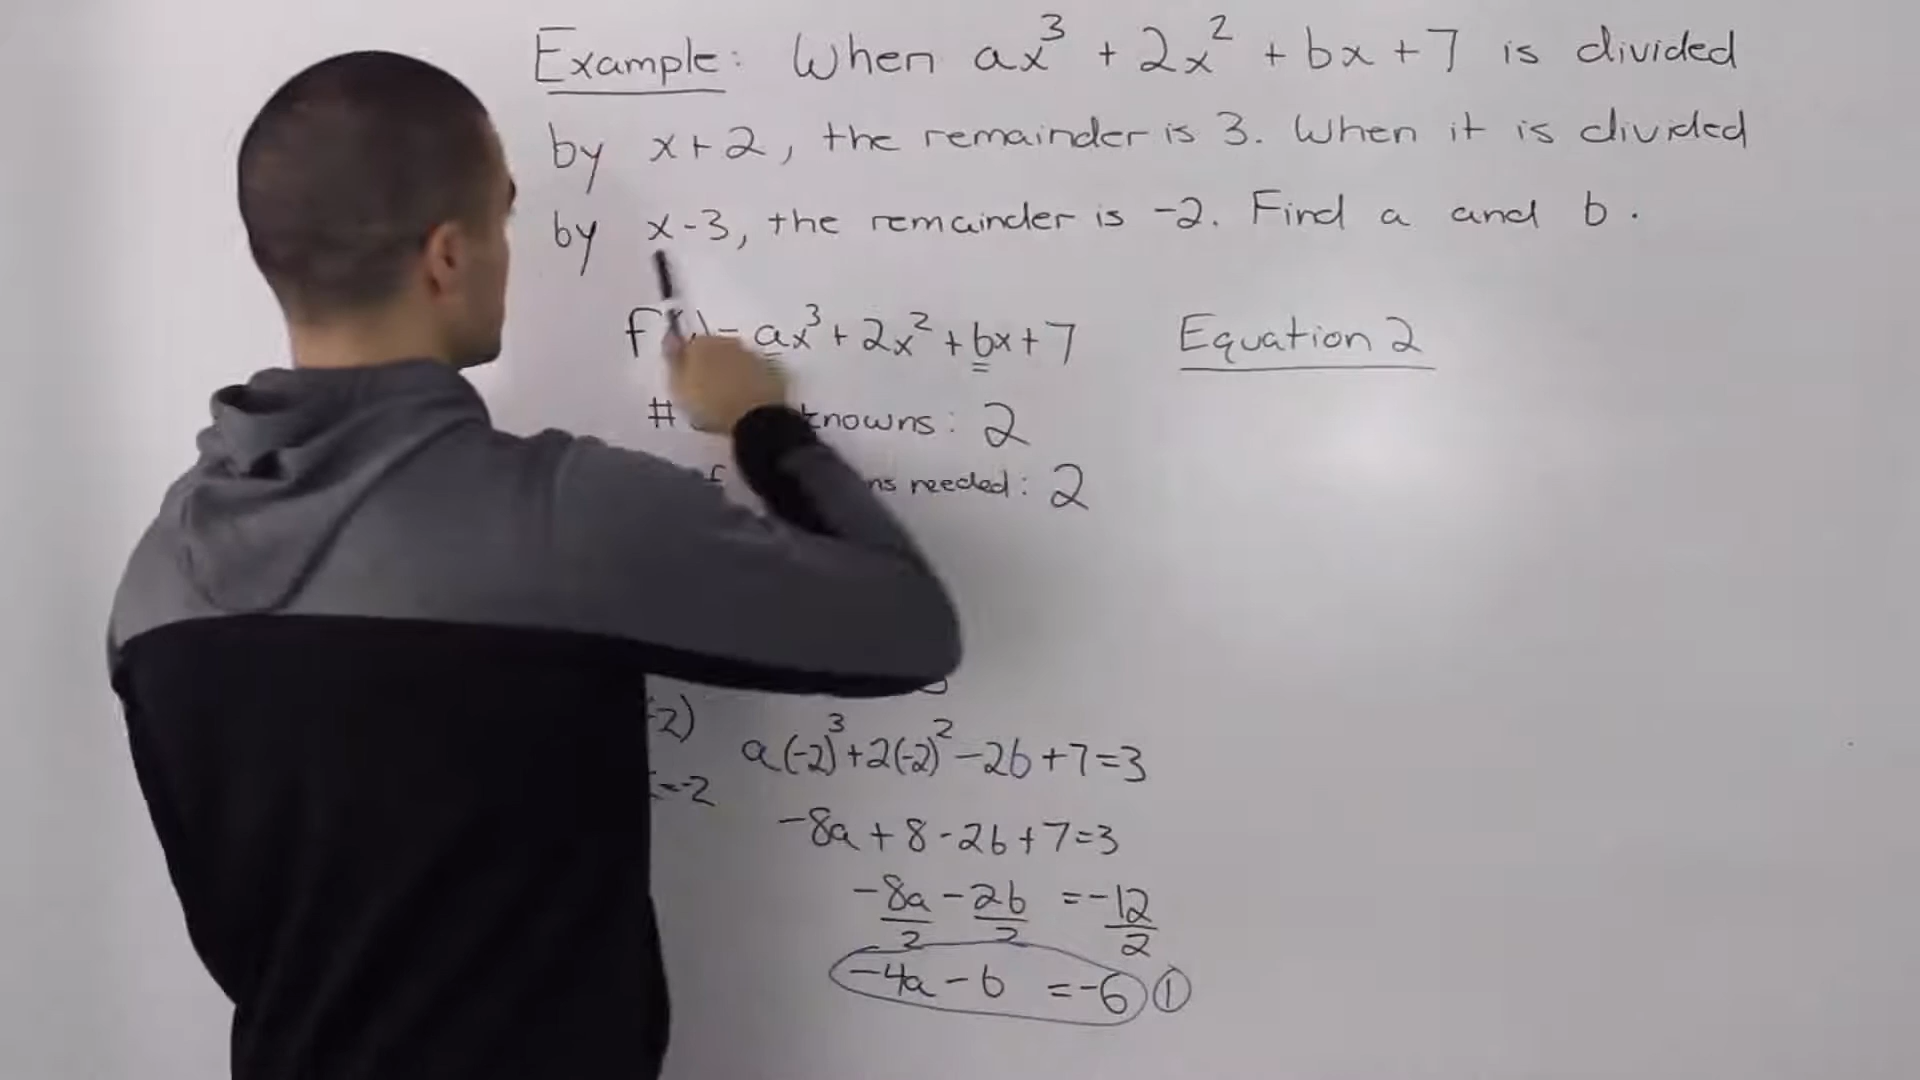 Example: When ax³ + 2x² + bx + 7 is divided
by x+2, the remainder is 3. When it is divided
by x-3, the remainder is -2. Find a and b.
f = ax³ + 2x² + bx + 7
# knowns: 2
ns needed: 2
-2)
=-2
a(-2)³+2(-2)²-2b+7=3
-8a+8-2b+7=3
-8a/2 -2b/2 =-12/2
-4a-b =-6 ①
Equation 2